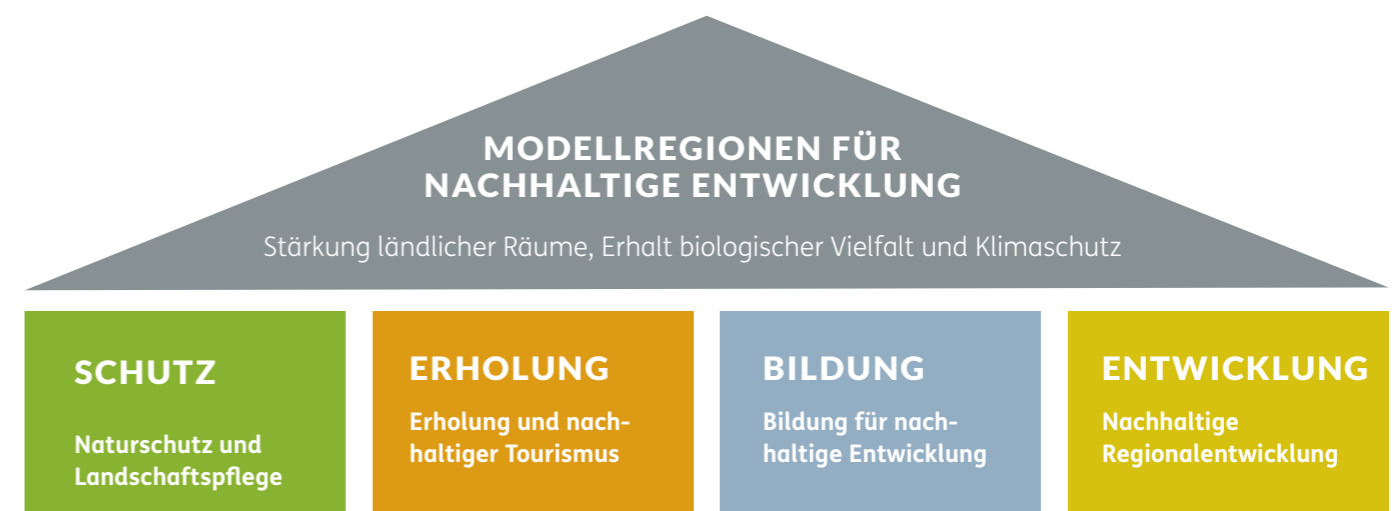 MODELLREGIONEN FÜR
NACHHALTIGE ENTWICKLUNG
Stärkung ländlicher Räume, Erhalt biologischer Vielfalt und Klimaschutz
SCHUTZ
Naturschutz und
Landschaftspflege
ERHOLUNG
Erholung und nach-
haltiger Tourismus
BILDUNG
Bildung für nach-
haltige Entwicklung
ENTWICKLUNG
Nachhaltige
Regionalentwicklung